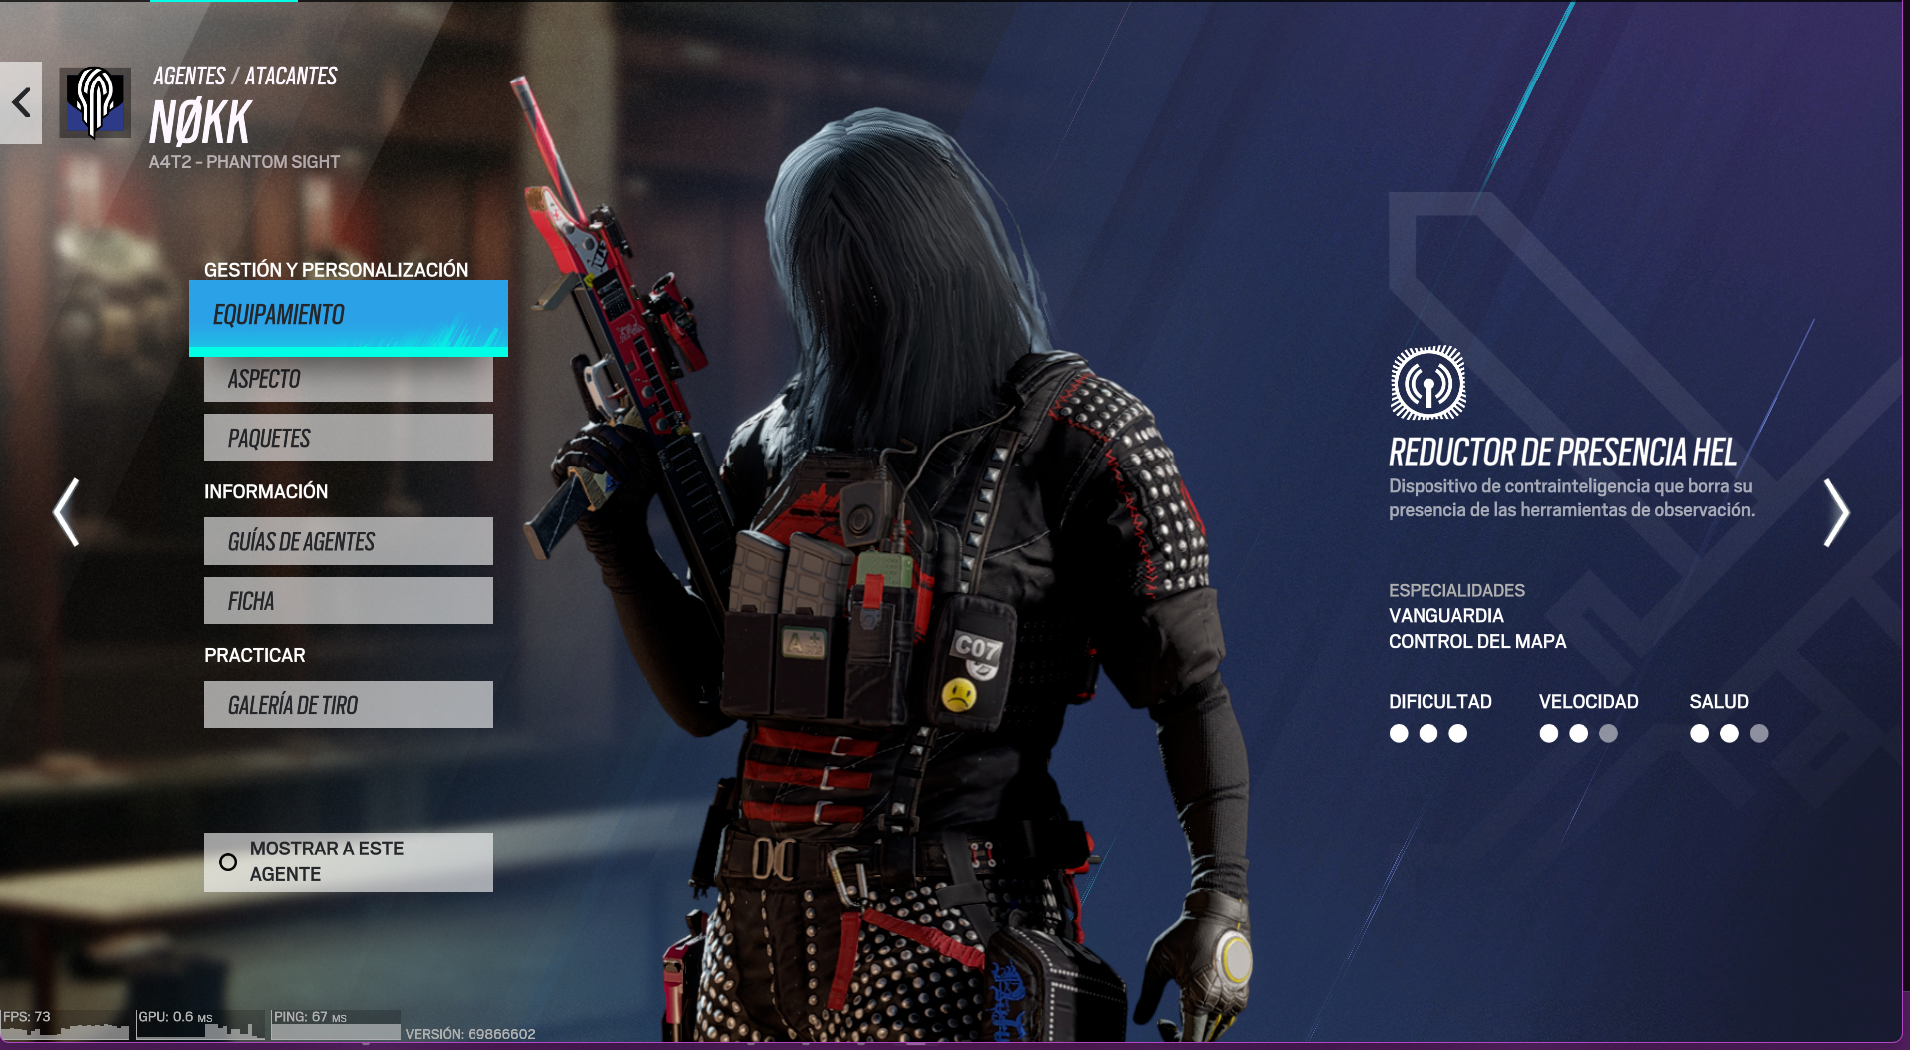 AGENTES / ATACANTES
NØKK
A4T2 - PHANTOM SIGHT
GESTIÓN Y PERSONALIZACIÓN
EQUIPAMIENTO
ASPECTO
PAQUETES
INFORMACIÓN
GUÍAS DE AGENTES
FICHA
PRACTICAR
GALERÍA DE TIRO
MOSTRAR A ESTE
AGENTE
REDUCTOR DE PRESENCIA HEL
Dispositivo de contrainteligencia que borra su
presencia de las herramientas de observación.
ESPECIALIDADES
VANGUARDIA
CONTROL DEL MAPA
DIFICULTAD VELOCIDAD SALUD
A+
C07
FPS: 73 GPU: 0.6 MS PING: 67 MS VERSIÓN: 69866602